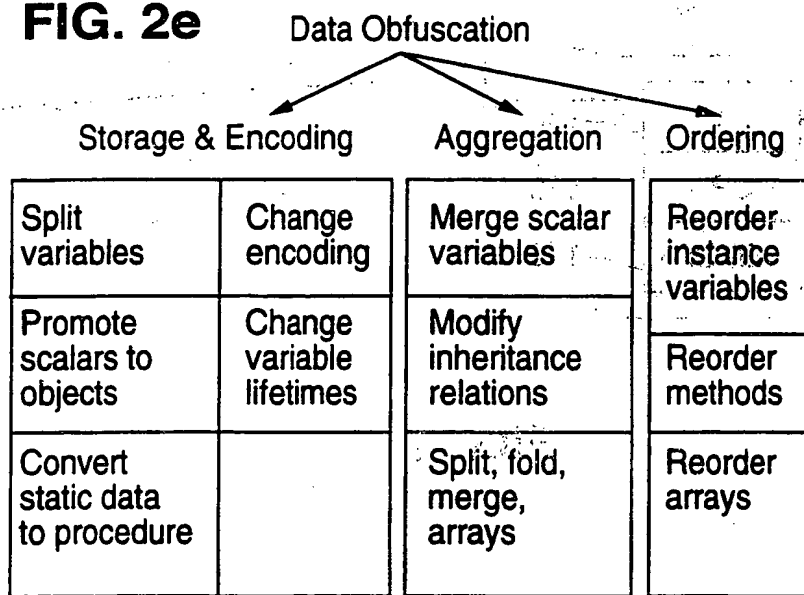 FIG. 2e
Data Obfuscation
Storage & Encoding
Aggregation
Ordering
Split
variables
Change
encoding
Merge scalar
variables
Reorder
instance
variables
Promote
scalars to
objects
Change
variable
lifetimes
Modify
inheritance
relations
Reorder
methods
Convert
static data
to procedure
Split, fold,
merge,
arrays
Reorder
arrays